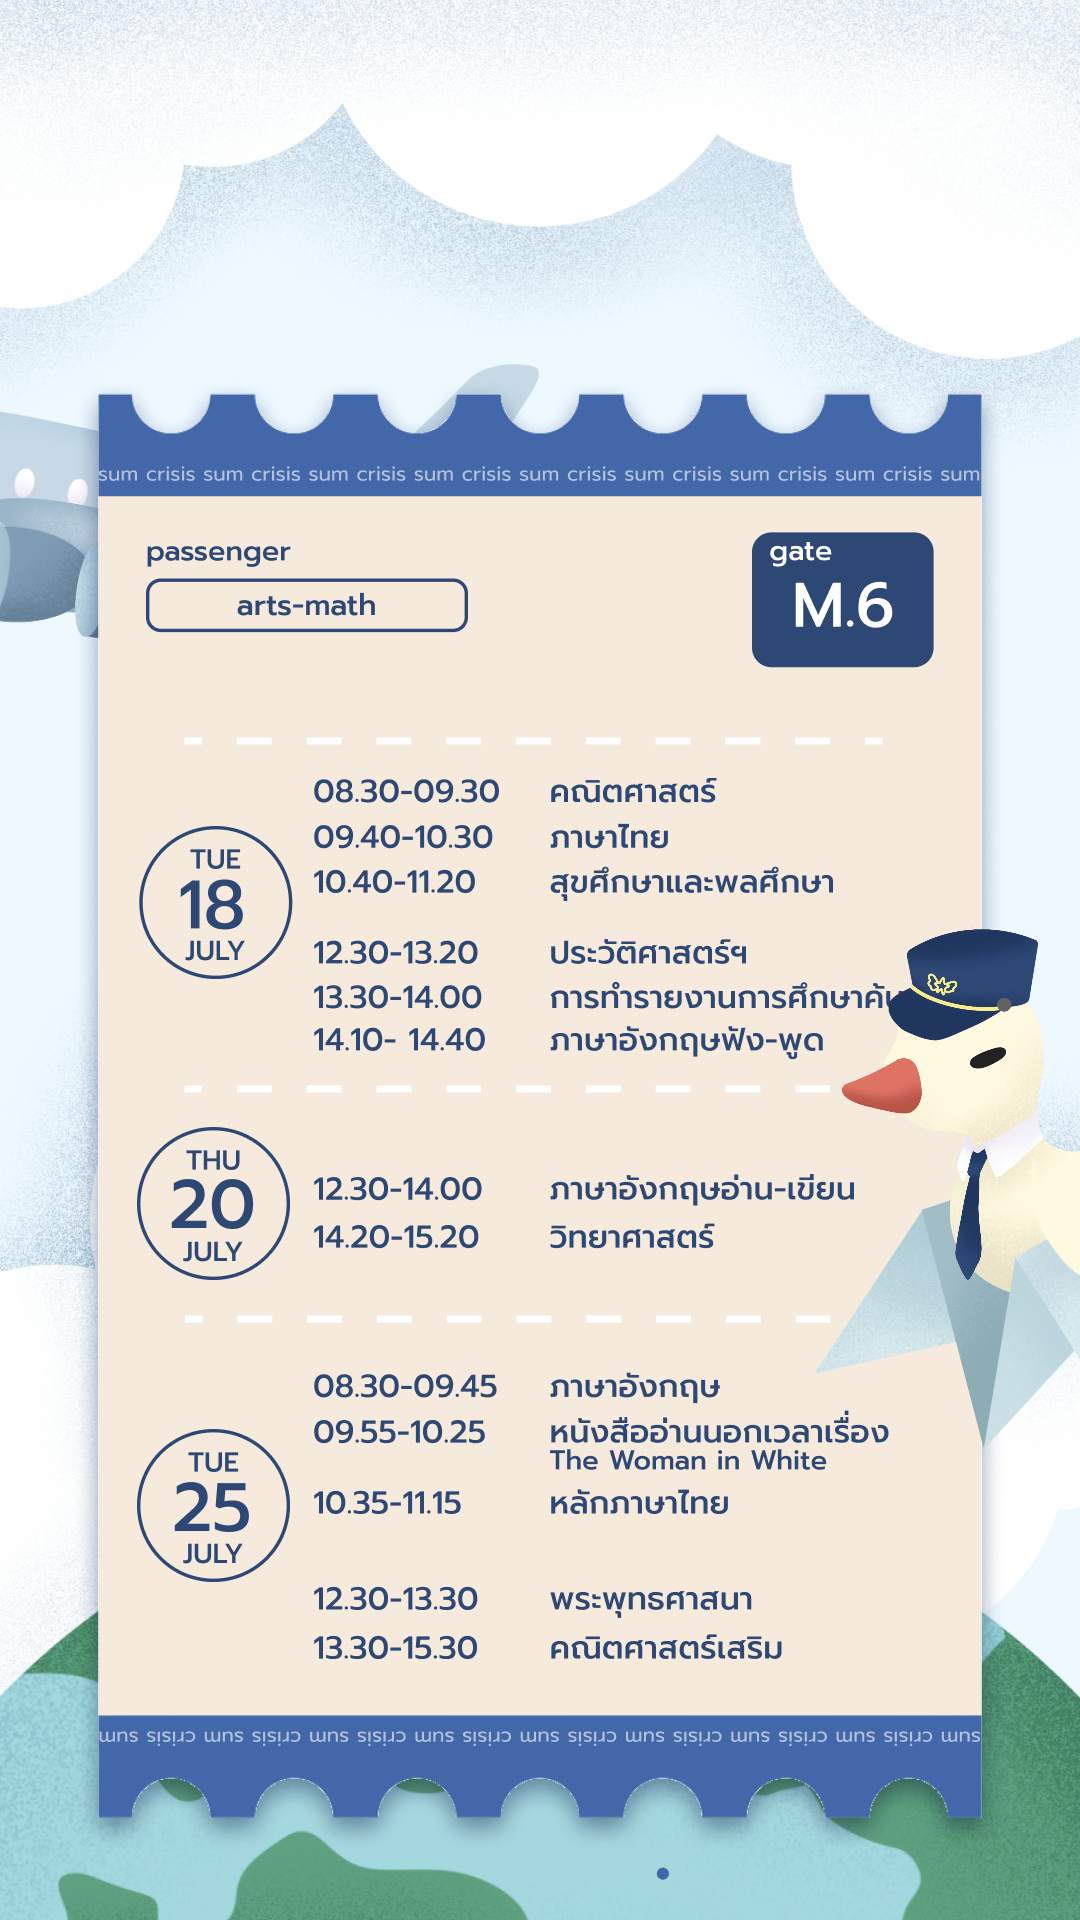 sum crisis sum crisis sum crisis sum crisis sum crisis sum crisis sum crisis sum crisis sum
passenger
arts-math
gate
M.6
TUE
18
JULY
08.30-09.30 คณิตศาสตร์
09.40-10.30 ภาษาไทย
10.40-11.20 สุขศึกษาและพลศึกษา
12.30-13.20 ประวัติศาสตร์ฯ
13.30-14.00 การทำรายงานการศึกษาค้น
14.10- 14.40 ภาษาอังกฤษฟัง-พูด
THU
20
JULY
12.30-14.00 ภาษาอังกฤษอ่าน-เขียน
14.20-15.20 วิทยาศาสตร์
TUE
25
JULY
08.30-09.45 ภาษาอังกฤษ
09.55-10.25 หนังสืออ่านนอกเวลาเรื่อง
The Woman in White
10.35-11.15 หลักภาษาไทย
12.30-13.30 พระพุทธศาสนา
13.30-15.30 คณิตศาสตร์เสริม
sum crisis sum crisis sum crisis sum crisis sum crisis sum crisis sum crisis sum crisis sum